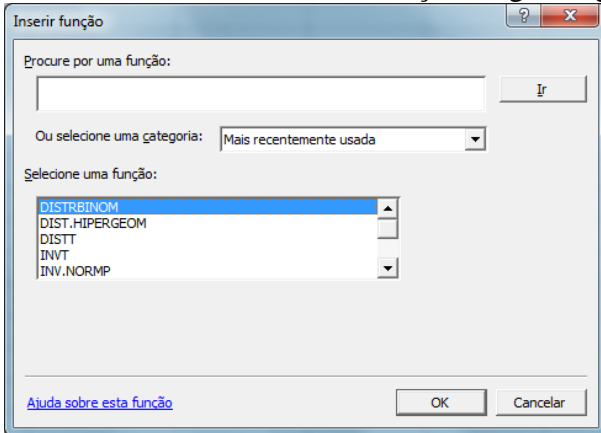 Inserir função
?
X
Procure por uma função:
Ir
Ou selecione uma categoria:
Mais recentemente usada
Selecione uma função:
DISTRBINOM
DIST.HIPERGEOM
DISTT
INVT
INV.NORMP
Ajuda sobre esta função
OK
Cancelar